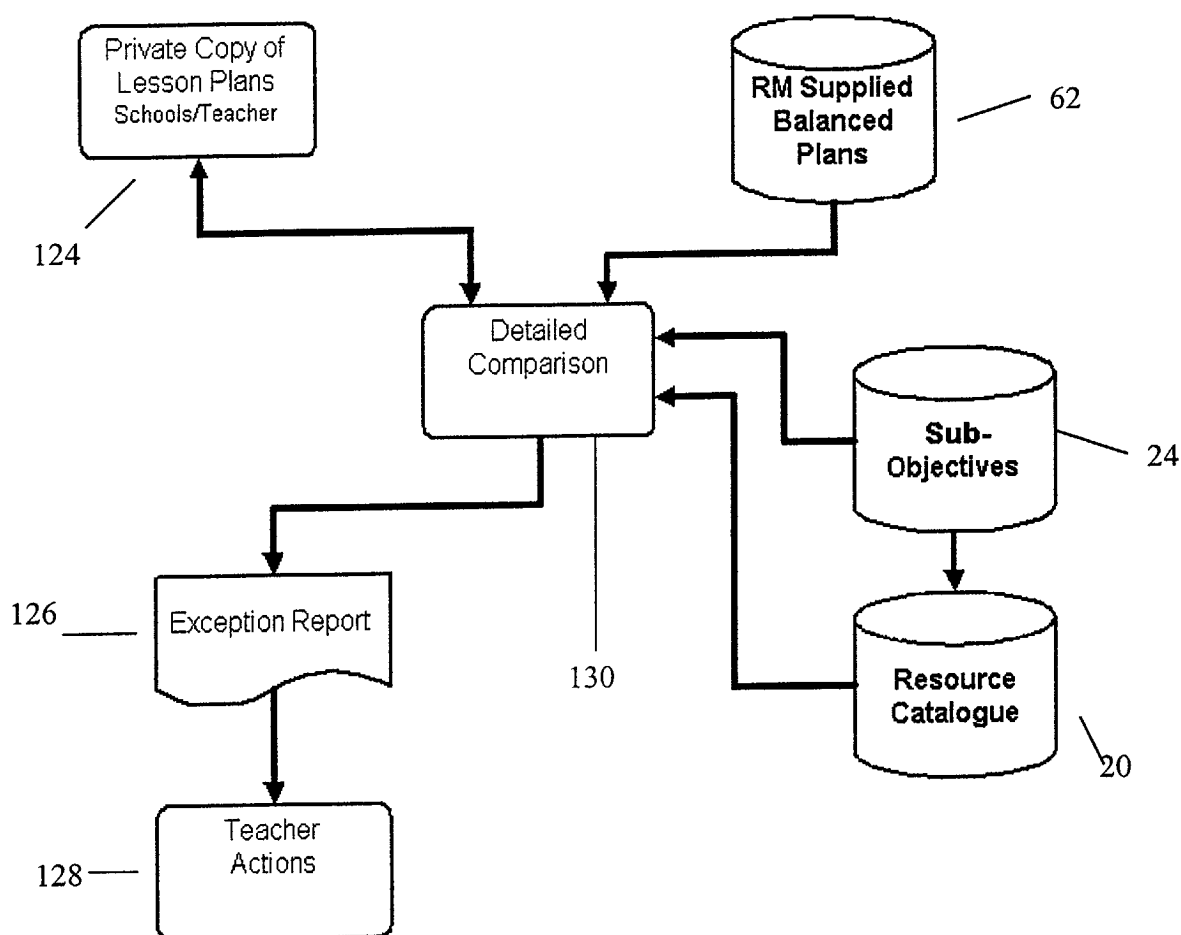 Private Copy of
Lesson Plans
Schools/Teacher
124
RM Supplied
Balanced
Plans
62
Detailed
Comparison
130
Sub-
Objectives
24
Exception Report
126
Resource
Catalogue
20
Teacher
Actions
128